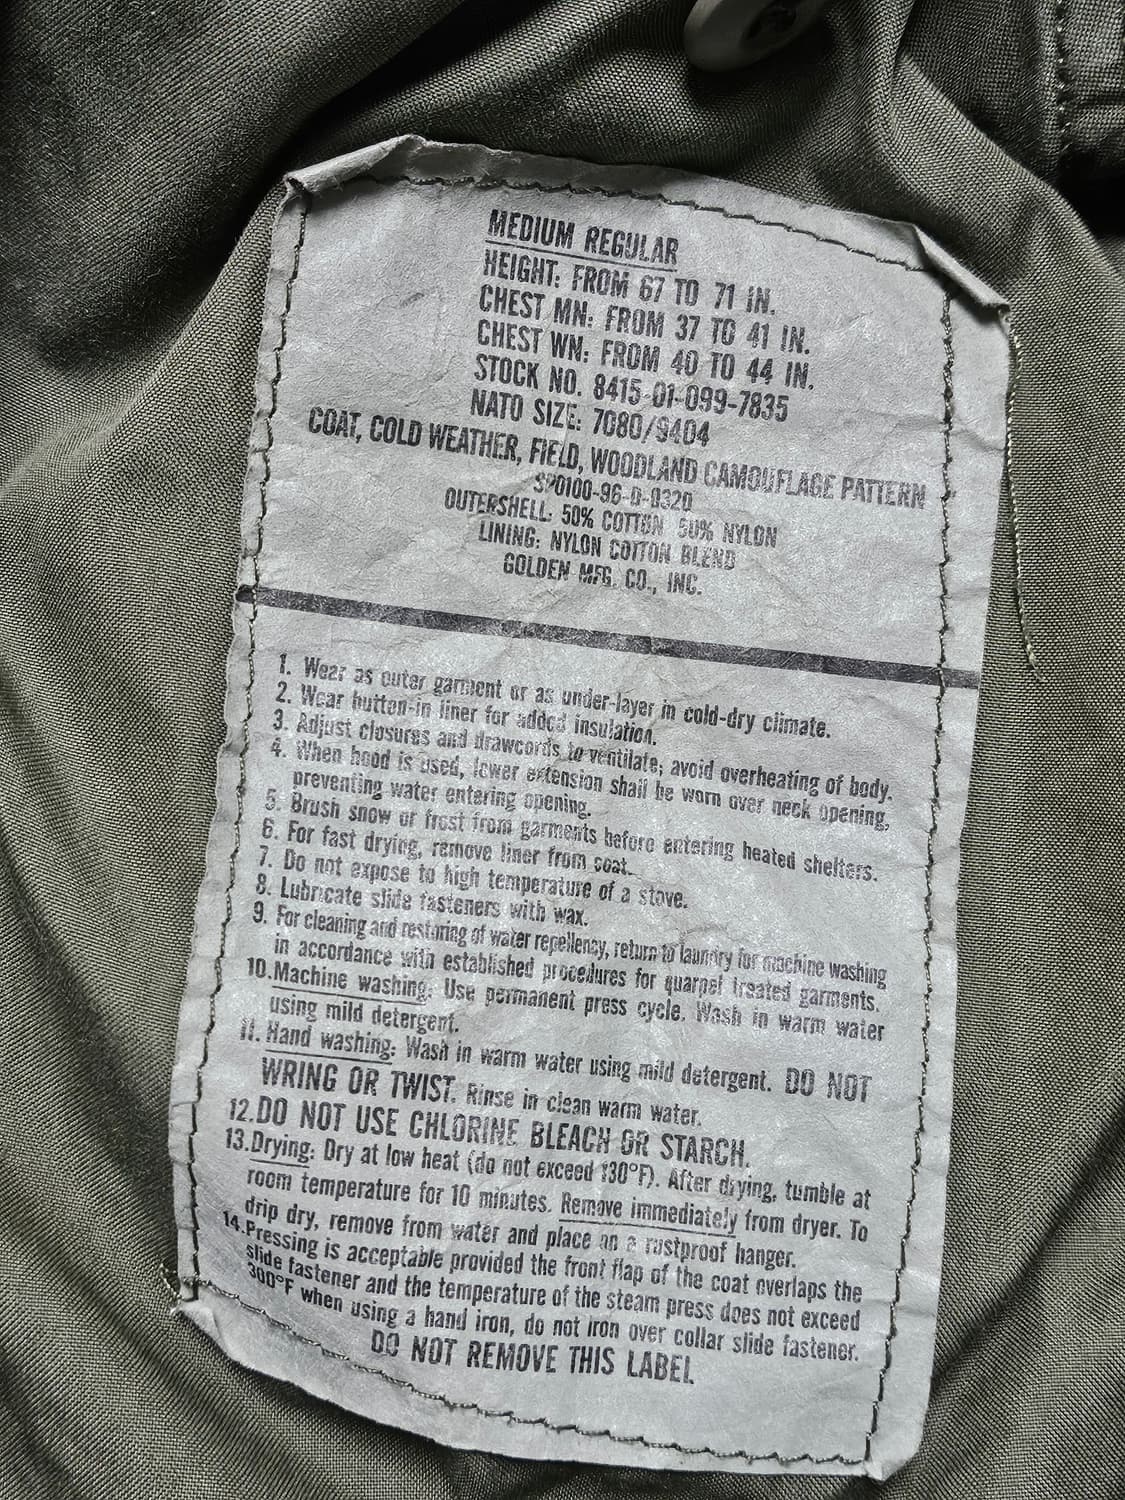 MEDIUM REGULAR
HEIGHT: FROM 67 TO 71 IN.
CHEST MN: FROM 37 TO 41 IN.
CHEST WN: FROM 40 TO 44 IN.
STOCK NO. 8415-01-099-7835
NATO SIZE: 7080/9404
COAT, COLD WEATHER, FIELD, WOODLAND CAMOUFLAGE PATTERN
SP0100-96-D-0320
OUTERSHELL: 50% COTTON 50% NYLON
LINING: NYLON COTTON BLEND
GOLDEN MFG. CO., INC.
1. Wear as outer garment or as under-layer in cold-dry climate.
2. Wear button-in liner for added insulation.
3. Adjust closures and drawcords to ventilate; avoid overheating of body.
4. When hood is used, lower extension shall be worn over neck opening,
preventing water entering opening.
5. Brush snow or frost from garments before entering heated shelters.
6. For fast drying, remove liner from coat.
7. Do not expose to high temperature of a stove.
8. Lubricate slide fasteners with wax.
9. For cleaning and restoring of water repellency, return to laundry for machine washing
in accordance with established procedures for quarpel treated garments.
10. Machine washing: Use permanent press cycle. Wash in warm water
using mild detergent.
11. Hand washing: Wash in warm water using mild detergent. DO NOT
WRING OR TWIST. Rinse in clean warm water.
12. DO NOT USE CHLORINE BLEACH OR STARCH.
13. Drying: Dry at low heat (do not exceed 130°F). After drying, tumble at
room temperature for 10 minutes. Remove immediately from dryer. To
drip dry, remove from water and place on a rustproof hanger.
14. Pressing is acceptable provided the front flap of the coat overlaps the
slide fastener and the temperature of the steam press does not exceed
300°F when using a hand iron, do not iron over collar slide fastener.
DO NOT REMOVE THIS LABEL